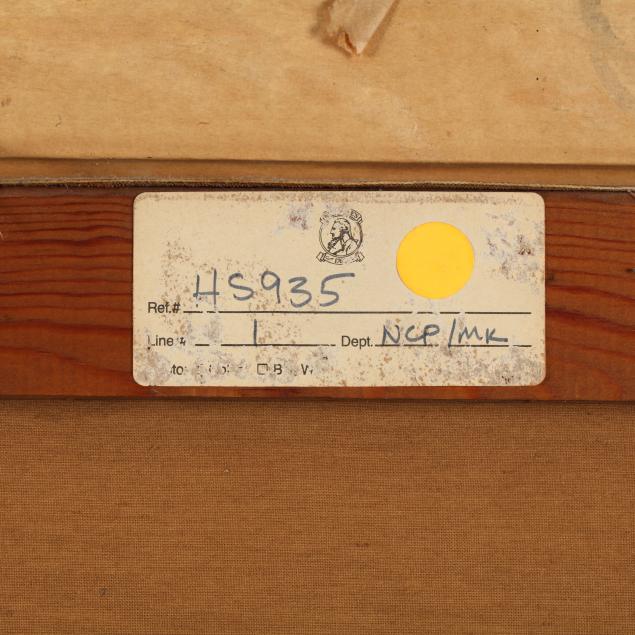 Ref.# HS935
Line # 1 Dept. NCP/MK